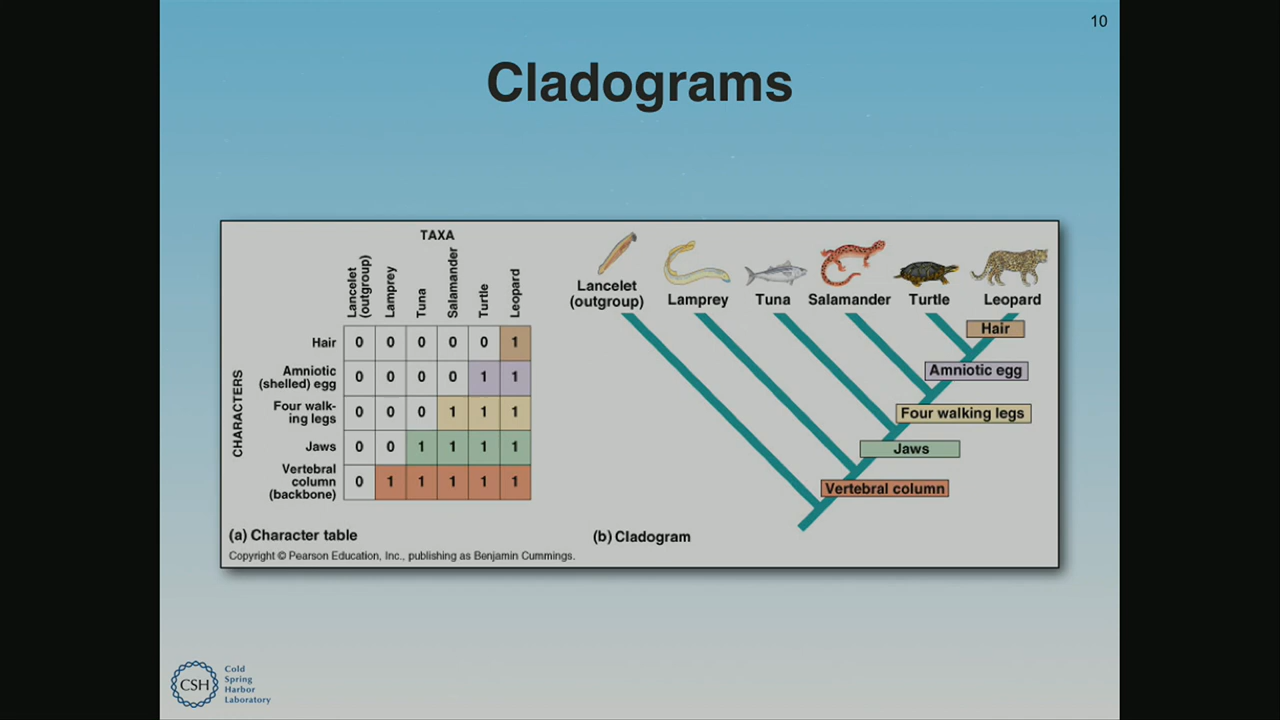 10
Cladograms
TAXA
Lancelet
(outgroup)
Lamprey
Tuna
Salamander
Turtle
Leopard
CHARACTERS
Hair 0 0 0 0 0 1
Amniotic
(shelled) egg 0 0 0 0 1 1
Four walk-
ing legs 0 0 0 1 1 1
Jaws 0 0 1 1 1 1
Vertebral
column
(backbone) 0 1 1 1 1 1
(a) Character table
Copyright © Pearson Education, Inc., publishing as Benjamin Cummings.
Lancelet
(outgroup)
Lamprey
Tuna
Salamander
Turtle
Leopard
Hair
Amniotic egg
Four walking legs
Jaws
Vertebral column
(b) Cladogram
CSH
Cold
Spring
Harbor
Laboratory